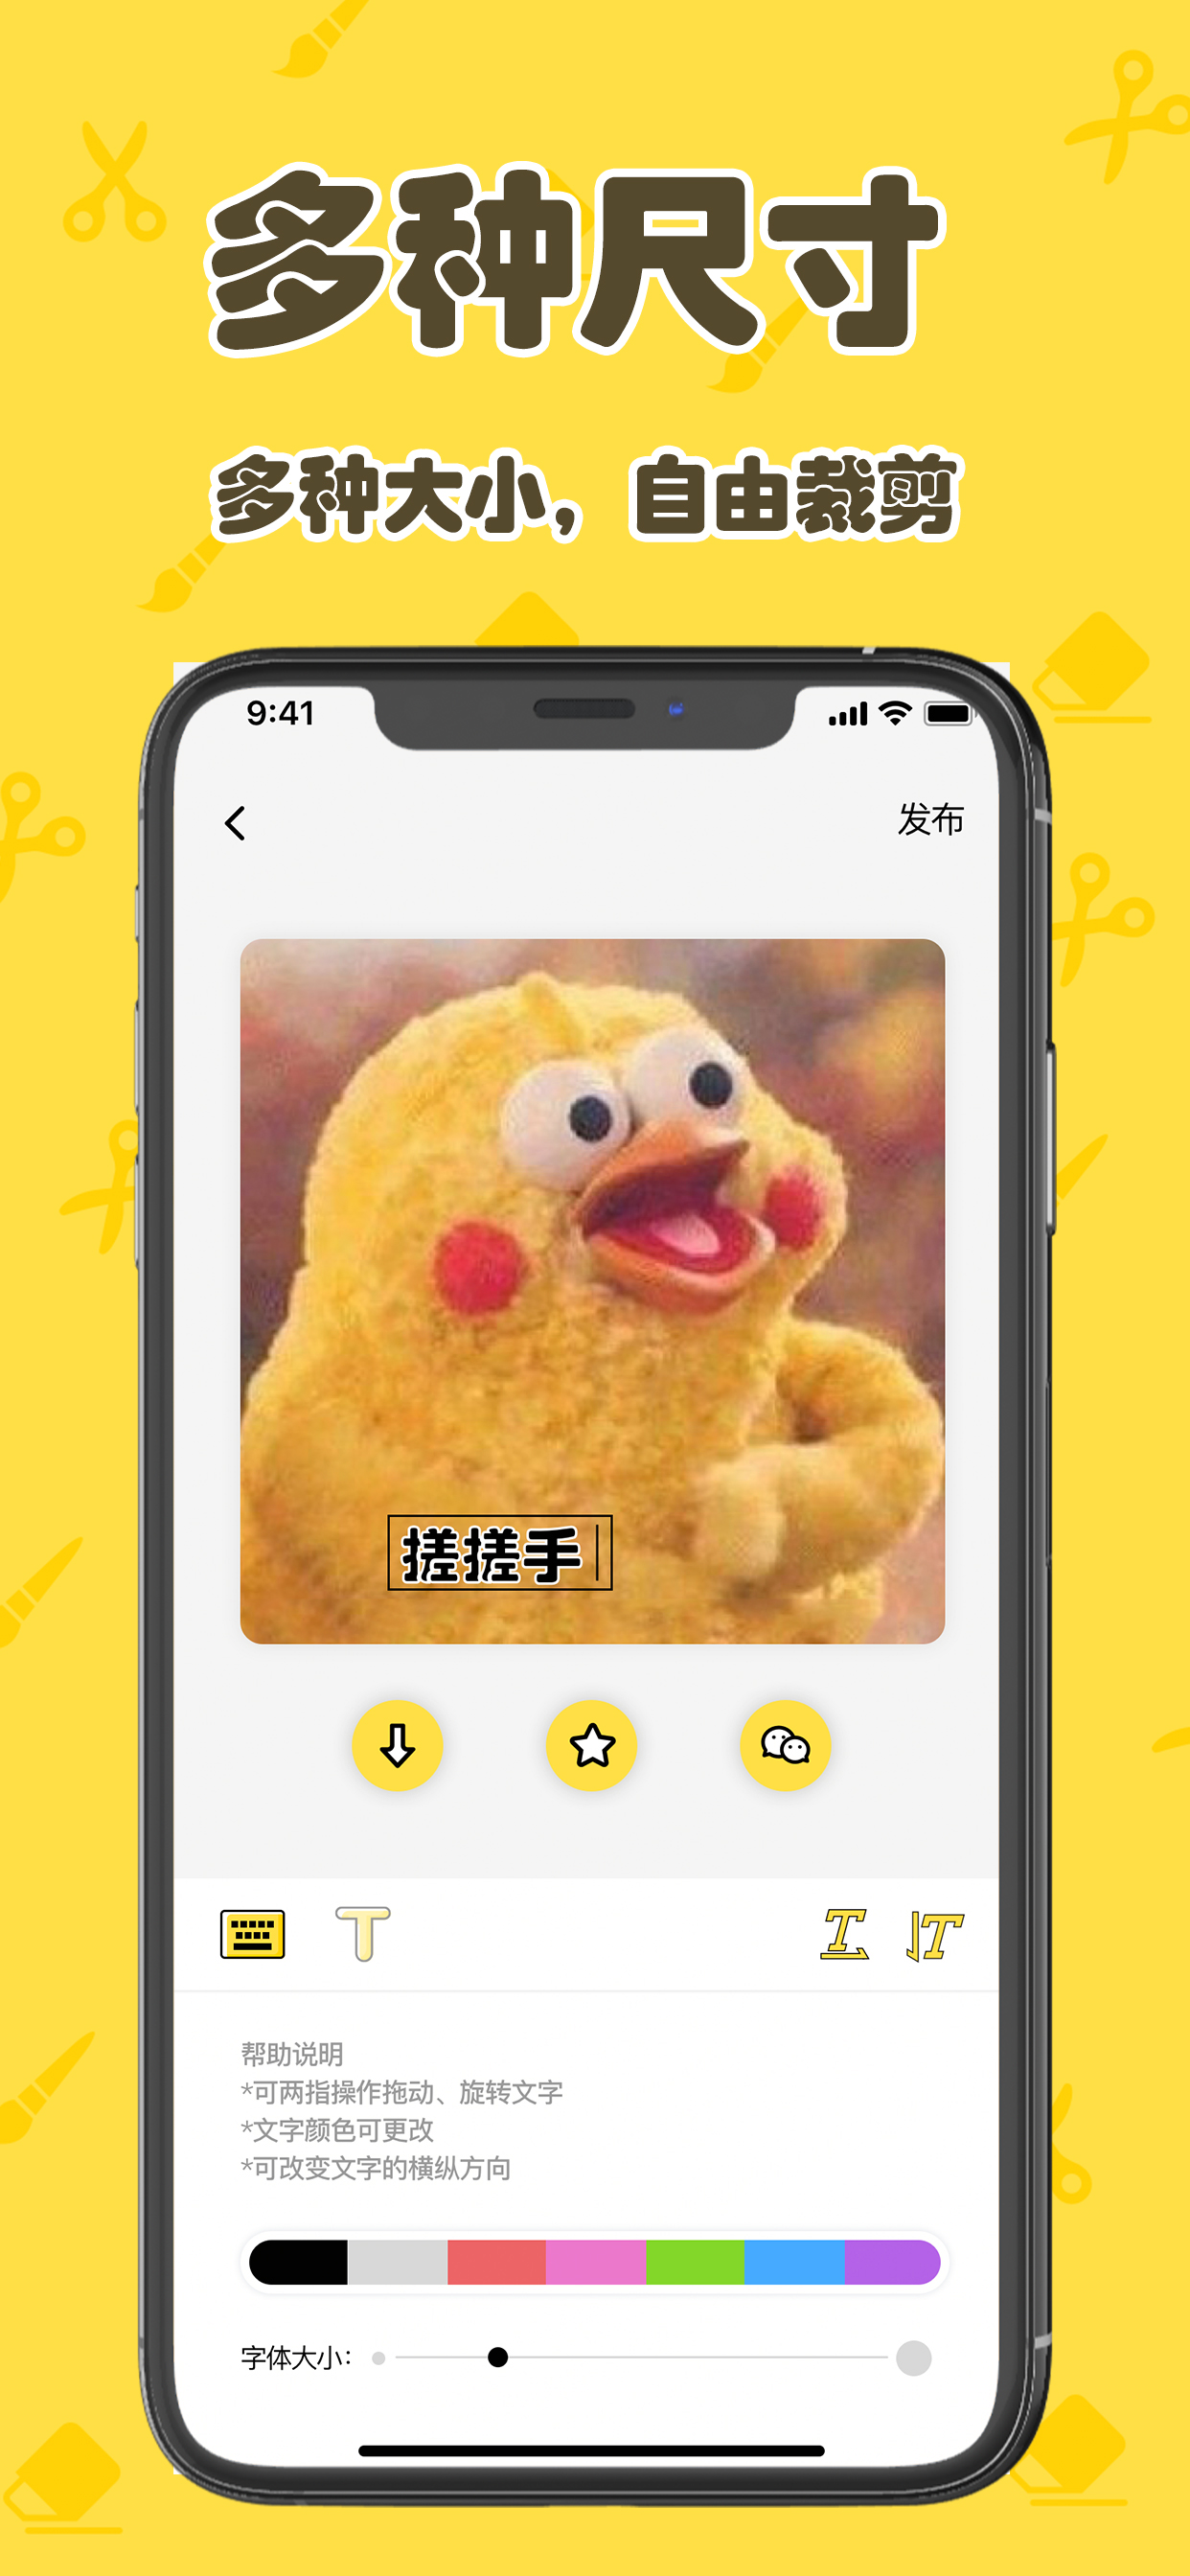 多种尺寸
多种大小，自由裁剪
9:41
发布
搓搓手
帮助说明
*可两指操作拖动、旋转文字
*文字颜色可更改
*可改变文字的横纵方向
字体大小：